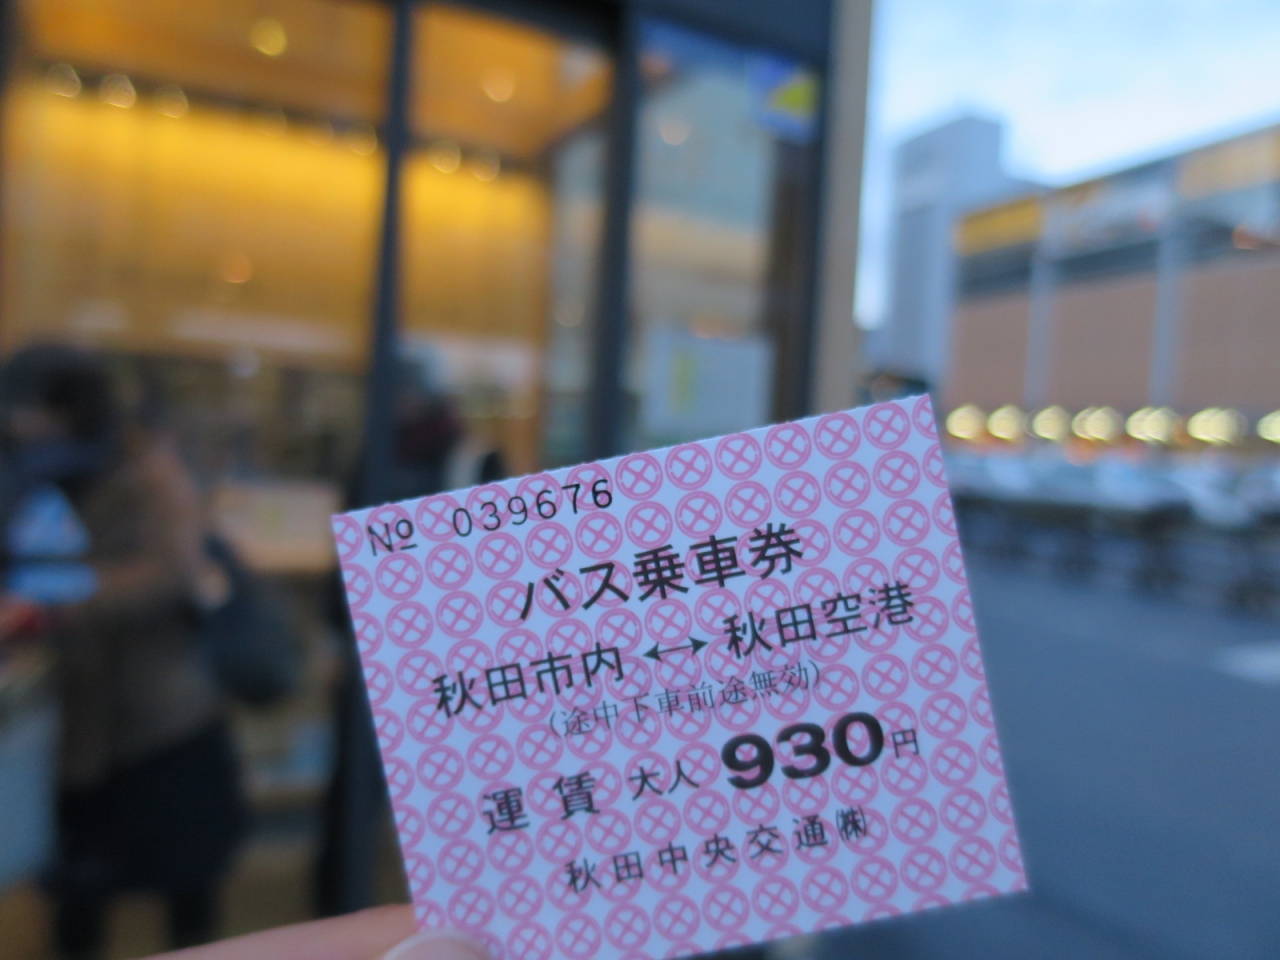 № 039676
バス乗車券
秋田市内 ↔ 秋田空港
(途中下車前途無効)
運賃 大人 930円
秋田中央交通㈱